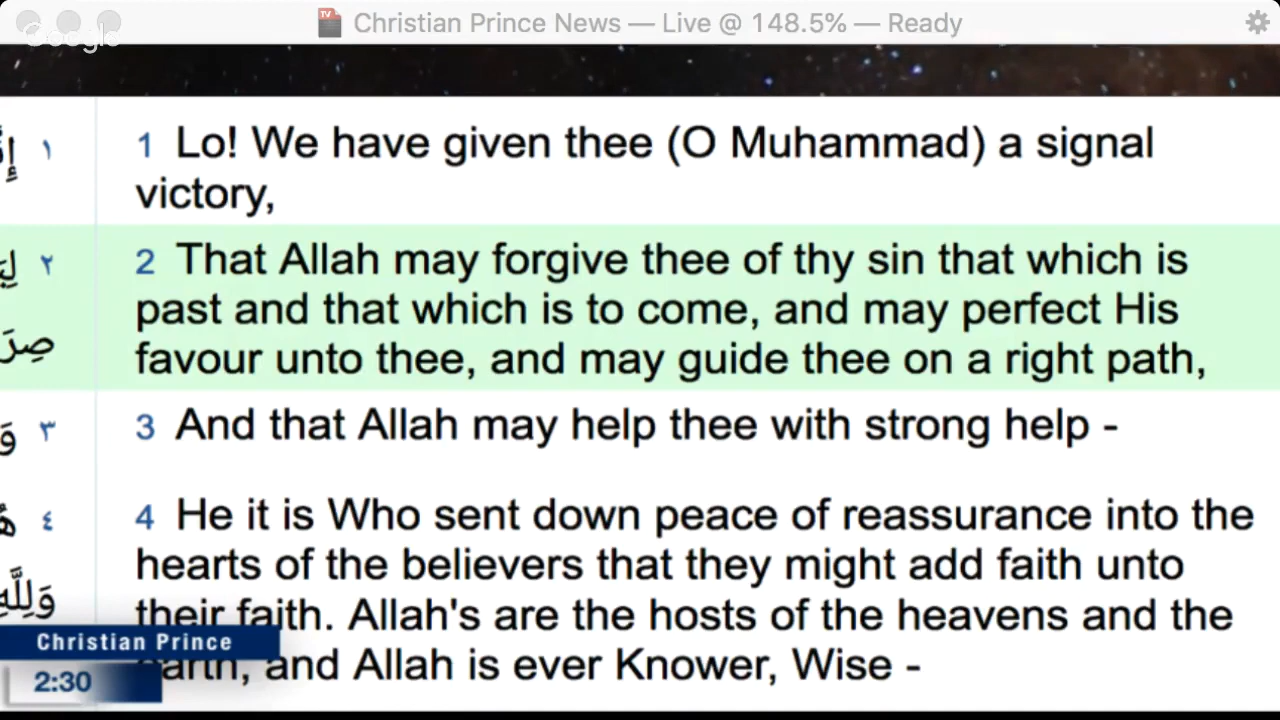 Christian Prince News — Live @ 148.5% — Ready
Google
TV
١
1 Lo! We have given thee (O Muhammad) a signal
victory,
٢
2 That Allah may forgive thee of thy sin that which is
past and that which is to come, and may perfect His
favour unto thee, and may guide thee on a right path,
٣
3 And that Allah may help thee with strong help -
٤
4 He it is Who sent down peace of reassurance into the
hearts of the believers that they might add faith unto
وَلِلَّهِ
their faith. Allah's are the hosts of the heavens and the
Christian Prince
earth, and Allah is ever Knower, Wise -
2:30